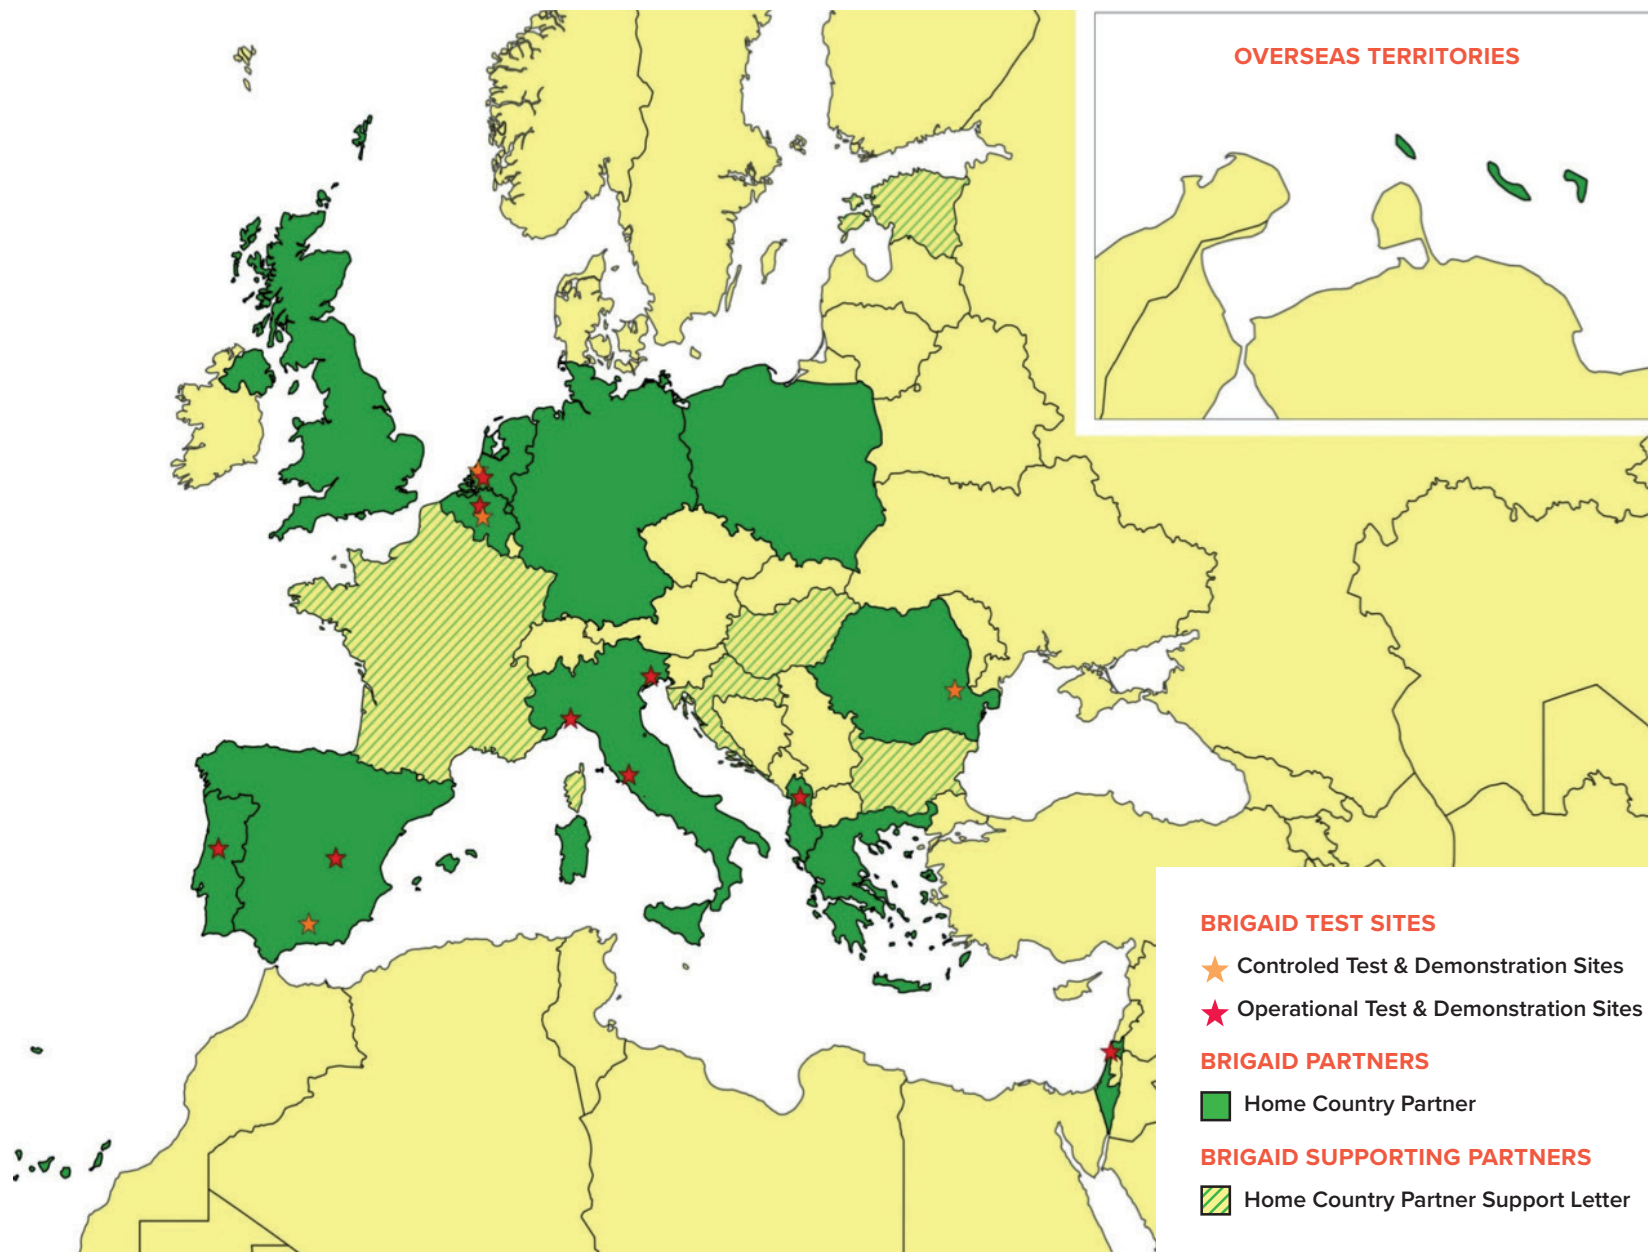 OVERSEAS TERRITORIES
BRIGAID TEST SITES
Controled Test & Demonstration Sites
Operational Test & Demonstration Sites
BRIGAID PARTNERS
Home Country Partner
BRIGAID SUPPORTING PARTNERS
Home Country Partner Support Letter